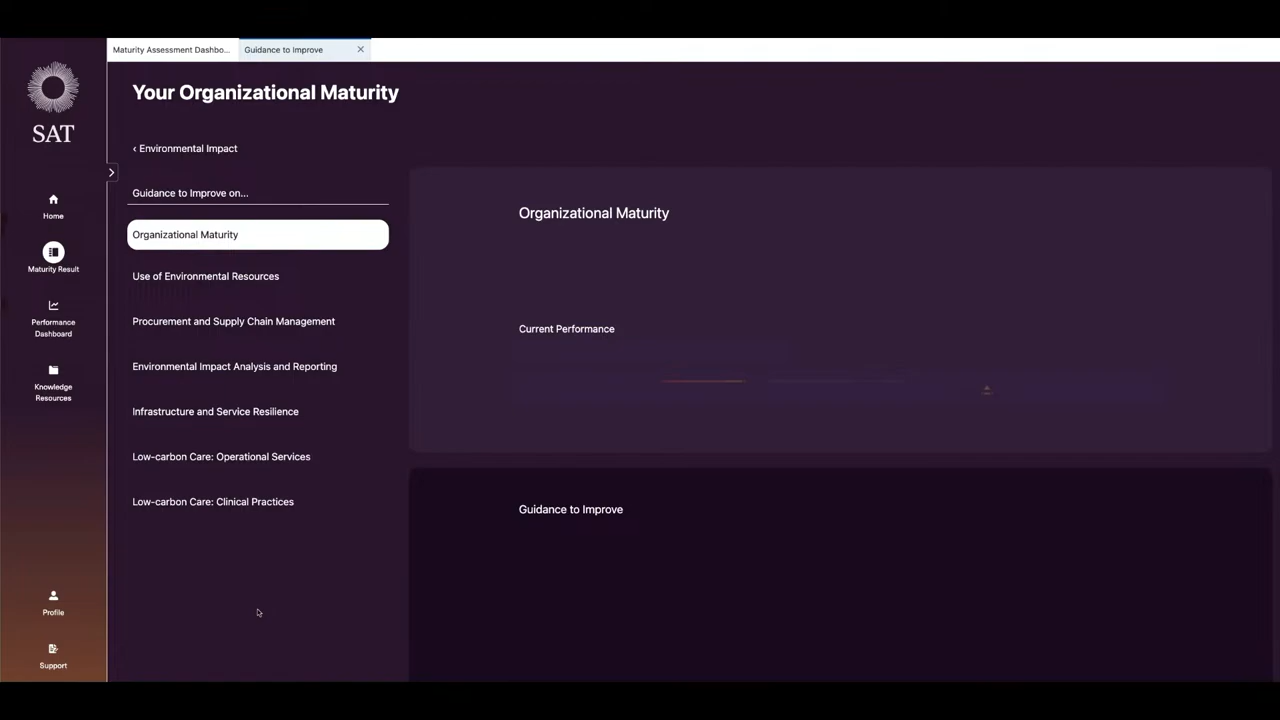 Maturity Assessment Dashbo...
Guidance to Improve
SAT
Home
Maturity Result
Performance
Dashboard
Knowledge
Resources
Profile
Support
Your Organizational Maturity
‹ Environmental Impact
Guidance to Improve on...
Organizational Maturity
Use of Environmental Resources
Procurement and Supply Chain Management
Environmental Impact Analysis and Reporting
Infrastructure and Service Resilience
Low-carbon Care: Operational Services
Low-carbon Care: Clinical Practices
Organizational Maturity
Current Performance
Guidance to Improve